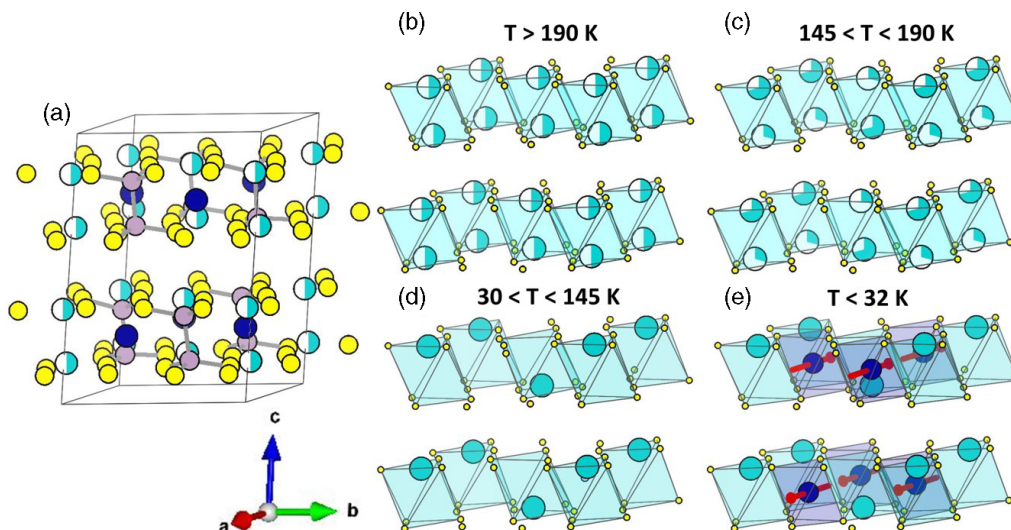 (a)
c
a
b
(b)
T > 190 K
(c)
145 < T < 190 K
(d)
30 < T < 145 K
(e)
T < 32 K